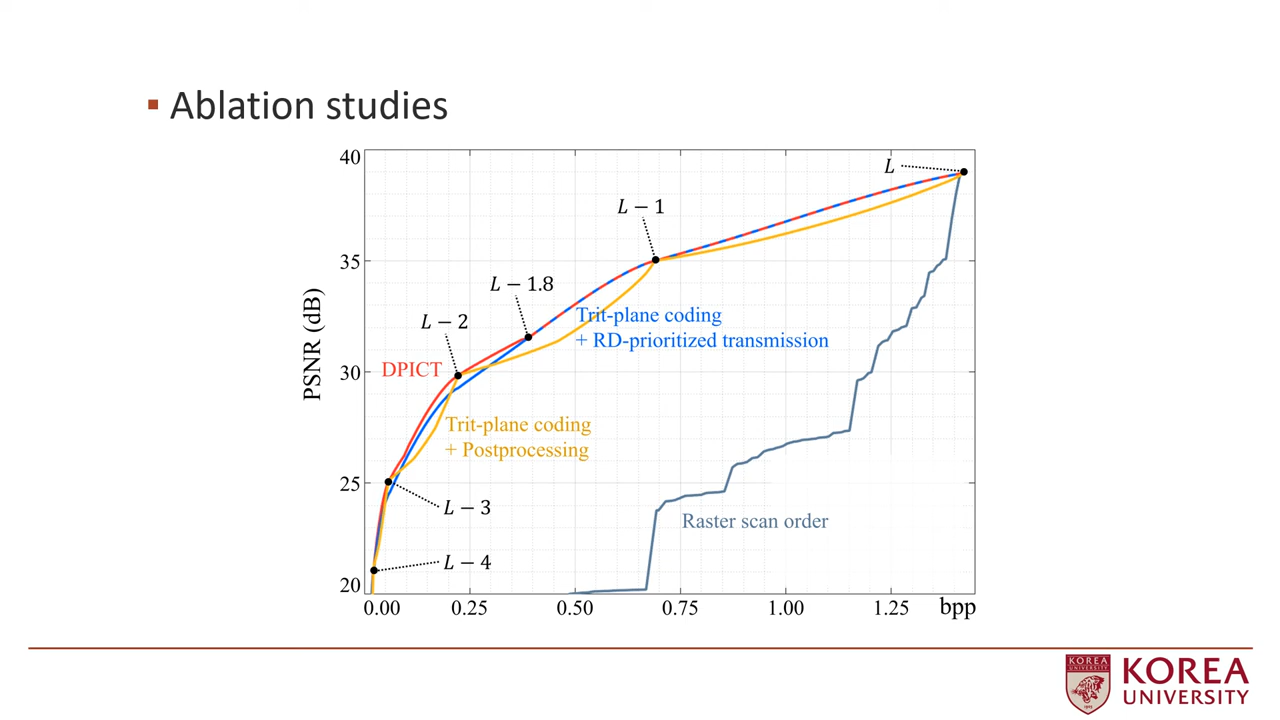 ▪ Ablation studies
40
35
30
25
20
PSNR (dB)
L
L − 1
L − 1.8
L − 2
Trit-plane coding
+ RD-prioritized transmission
DPICT
Trit-plane coding
+ Postprocessing
L − 3
Raster scan order
L − 4
0.00 0.25 0.50 0.75 1.00 1.25 bpp
KOREA
UNIVERSITY
KOREA
UNIVERSITY